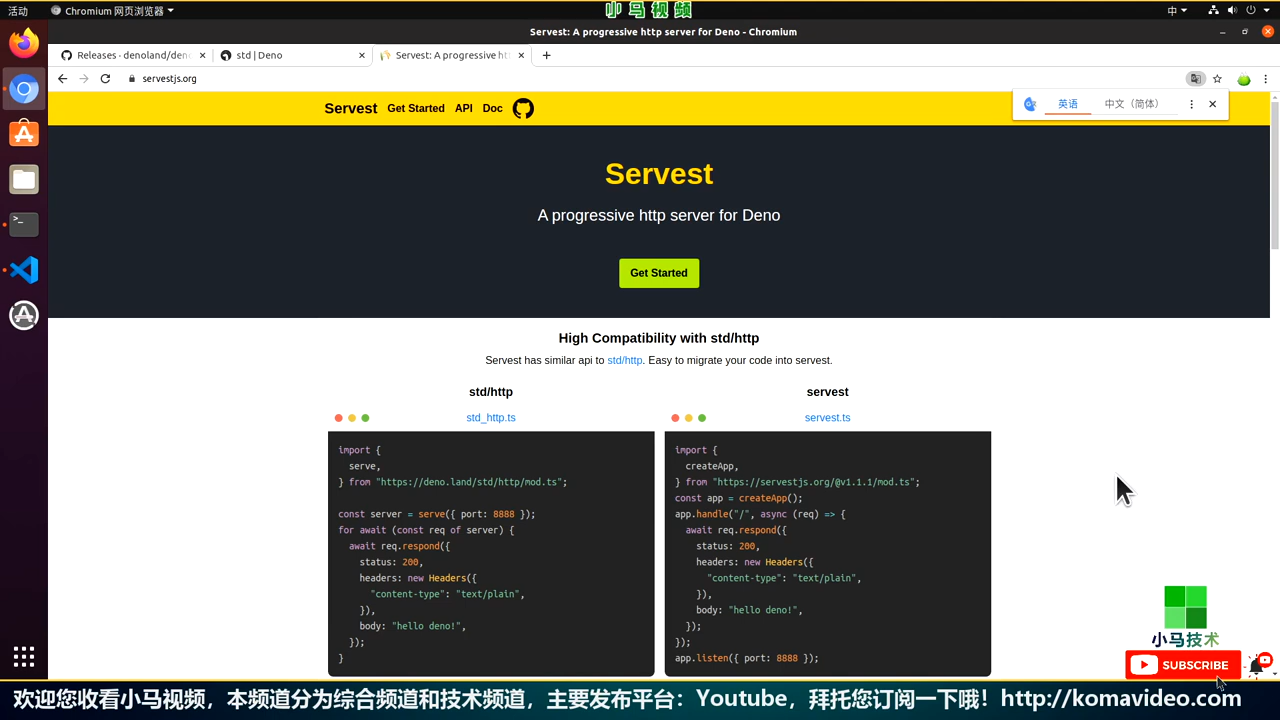 活动
Chromium 网页浏览器
小马视频
中
Servest: A progressive http server for Deno - Chromium
Releases · denoland/den
std | Deno
Servest: A progressive ht
servestjs.org
Servest
Get Started
API
Doc
英语
中文（简体）
Servest
A progressive http server for Deno
Get Started
High Compatibility with std/http
Servest has similar api to std/http. Easy to migrate your code into servest.
std/http
std_http.ts
import {
serve,
} from "https://deno.land/std/http/mod.ts";
const server = serve({ port: 8888 });
for await (const req of server) {
await req.respond({
status: 200,
headers: new Headers({
"content-type": "text/plain",
}),
body: "hello deno!",
});
}
servest
servest.ts
import {
createApp,
} from "https://servestjs.org/@v1.1.1/mod.ts";
const app = createApp();
app.handle("/", async (req) => {
await req.respond({
status: 200,
headers: new Headers({
"content-type": "text/plain",
}),
body: "hello deno!",
});
});
app.listen({ port: 8888 });
小马技术
SUBSCRIBE
欢迎您收看小马视频，本频道分为综合频道和技术频道，主要发布平台：Youtube，拜托您订阅一下哦！http://komavideo.com